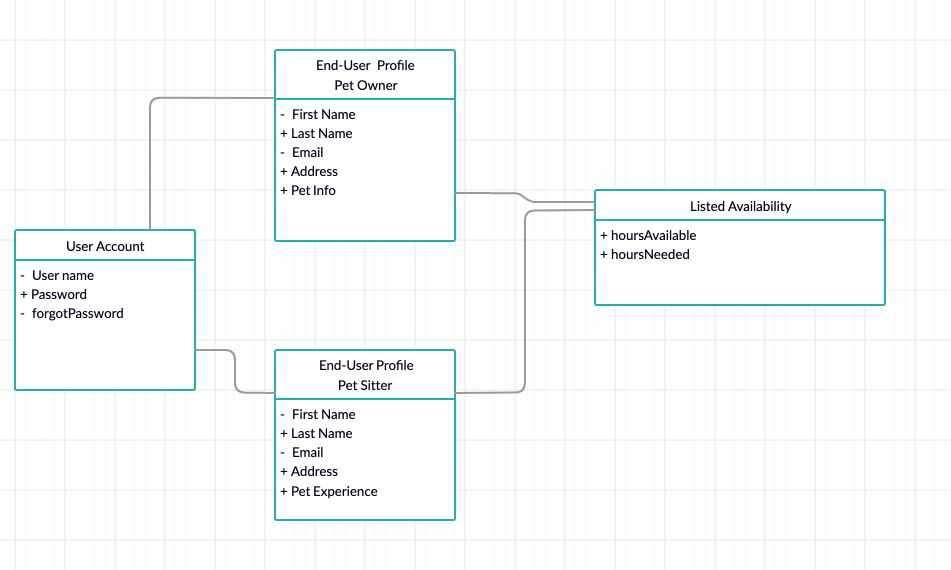 End-User  Profile
Pet Owner
-  First Name
+ Last Name
-  Email
+ Address
+ Pet Info
User Account
-  User name
+ Password
-  forgotPassword
Listed Availability
+ hoursAvailable
+ hoursNeeded
End-User Profile
Pet Sitter
-  First Name
+ Last Name
-  Email
+ Address
+ Pet Experience